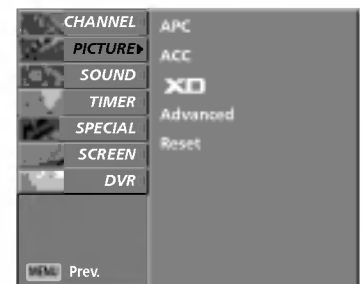 CHANNEL
PICTURE
SOUND
TIMER
SPECIAL
SCREEN
DVR
APC
ACC
XD
Advanced
Reset
MENU Prev.